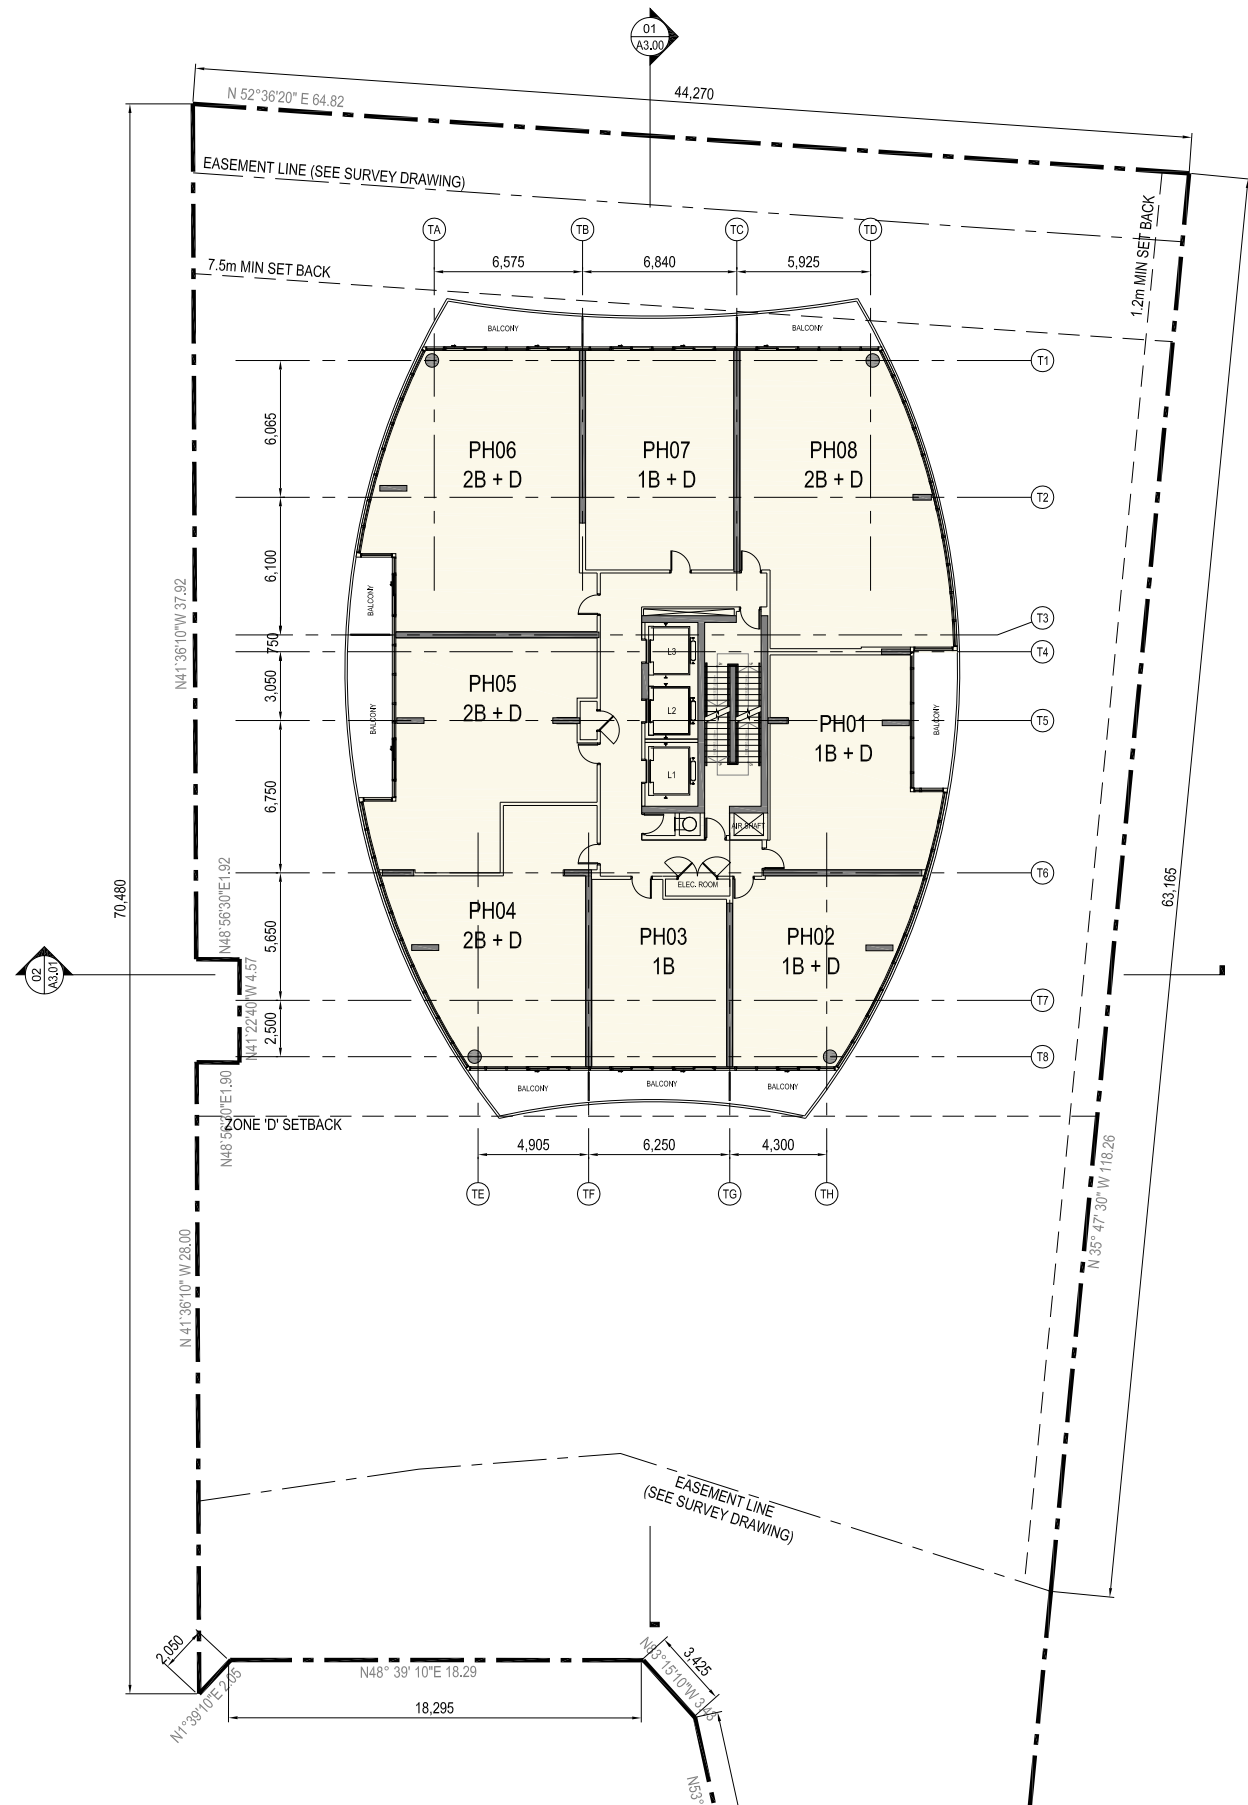 01
A3.00
44,270
N 52°36'20" E 64.82
EASEMENT LINE (SEE SURVEY DRAWING)
7.5m MIN SET BACK
1.2m MIN SET BACK
TA
TB
TC
TD
6,575
6,840
5,925
BALCONY
BALCONY
T1
6,065
PH06
2B + D
PH07
1B + D
PH08
2B + D
T2
6,100
N41°36'10"W 37.92
BALCONY
T3
750
T4
L3
3,050
PH05
2B + D
L2
BALCONY
PH01
1B + D
BALCONY
T5
6,750
L1
AIR SHAFT
T6
ELEC. ROOM
70,480
63,165
N48°56'30"E1.92
5,650
PH04
2B + D
PH03
1B
PH02
1B + D
02
A3.01
N41°22'40"W 4.57
T7
2,500
T8
BALCONY
BALCONY
BALCONY
N48°56'30"E1.90
ZONE 'D' SETBACK
4,905
6,250
4,300
TE
TF
TG
TH
N 35° 47' 30" W 118.26
N 41°36'10" W 28.00
EASEMENT LINE
(SEE SURVEY DRAWING)
2,050
N1°39'10"E 2.05
N48° 39' 10"E 18.29
18,295
3,425
N83°15'10"W 3.43
N53°